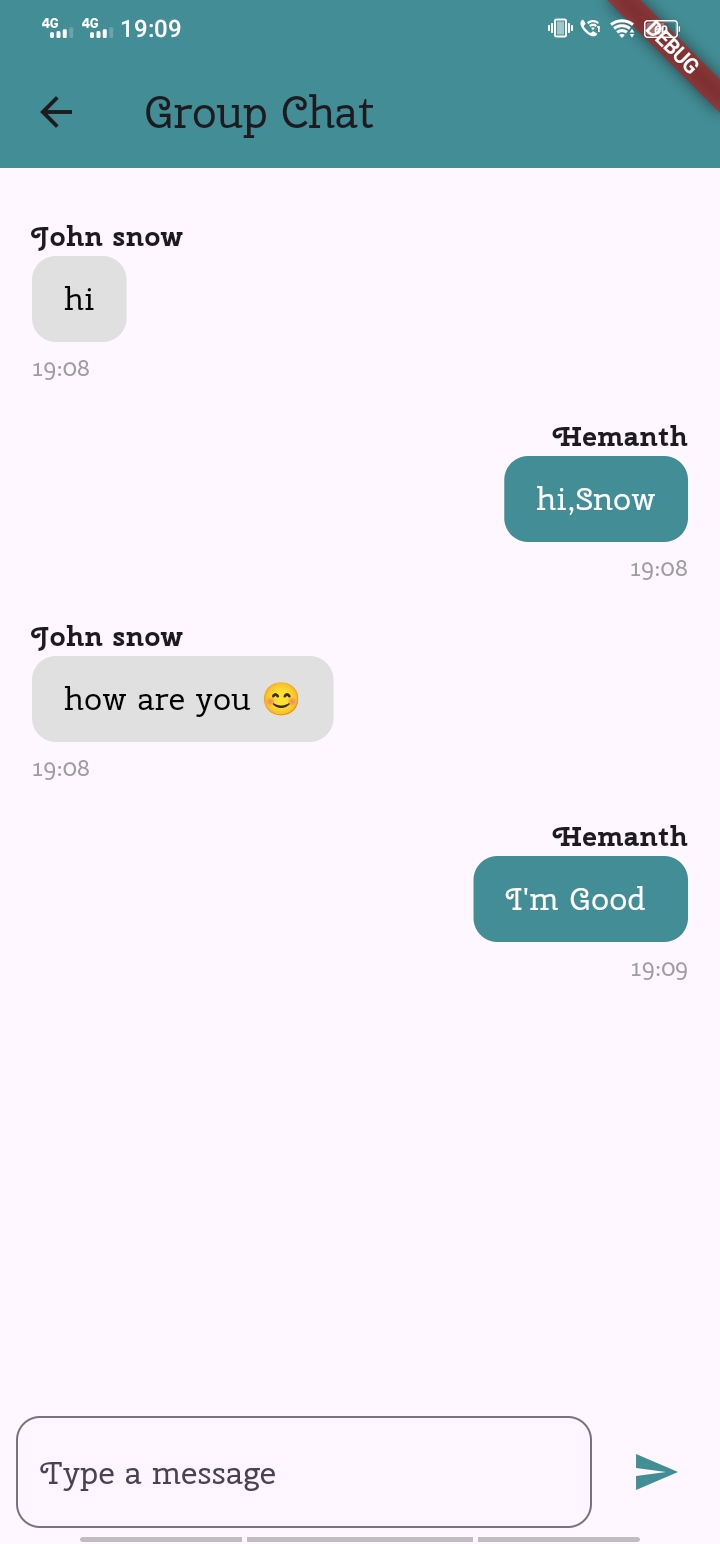 4G 4G 19:09
DEBUG
Group Chat
John snow
hi
19:08
Hemanth
hi,Snow
19:08
John snow
how are you 😊
19:08
Hemanth
I'm Good
19:09
Type a message